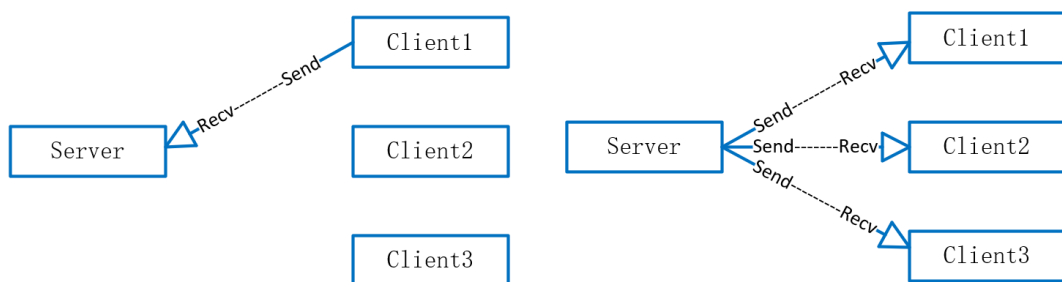 Client1
Send
Recv
Server
Client2
Client3
Client1
Recv
Send
Server
Send
Recv
Client2
Send
Recv
Client3